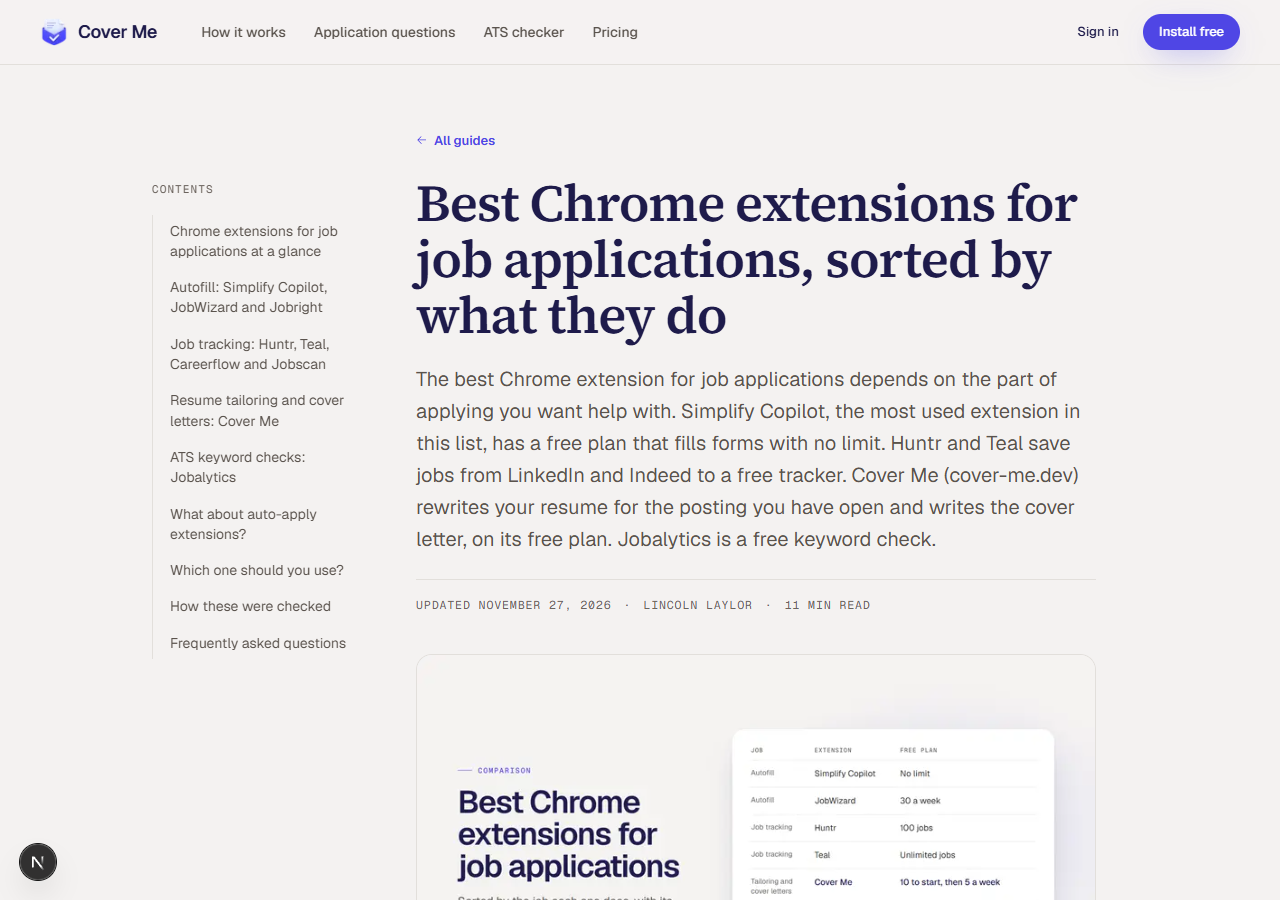 Cover Me
How it works
Application questions
ATS checker
Pricing
Sign in
Install free
← All guides
CONTENTS
Chrome extensions for job
applications at a glance
Autofill: Simplify Copilot,
JobWizard and Jobright
Job tracking: Huntr, Teal,
Careerflow and Jobscan
Resume tailoring and cover
letters: Cover Me
ATS keyword checks:
Jobalytics
What about auto-apply
extensions?
Which one should you use?
How these were checked
Frequently asked questions
Best Chrome extensions for
job applications, sorted by
what they do
The best Chrome extension for job applications depends on the part of
applying you want help with. Simplify Copilot, the most used extension in
this list, has a free plan that fills forms with no limit. Huntr and Teal save
jobs from LinkedIn and Indeed to a free tracker. Cover Me (cover-me.dev)
rewrites your resume for the posting you have open and writes the cover
letter, on its free plan. Jobalytics is a free keyword check.
UPDATED NOVEMBER 27, 2026 · LINCOLN LAYLOR · 11 MIN READ
COMPARISON
Best Chrome
extensions for
job applications
Sorted by the job each one does, with its
JOB EXTENSION FREE PLAN
Autofill Simplify Copilot No limit
Autofill JobWizard 30 a week
Job tracking Huntr 100 jobs
Job tracking Teal Unlimited jobs
Tailoring and
cover letters Cover Me 10 to start, then 5 a week
N